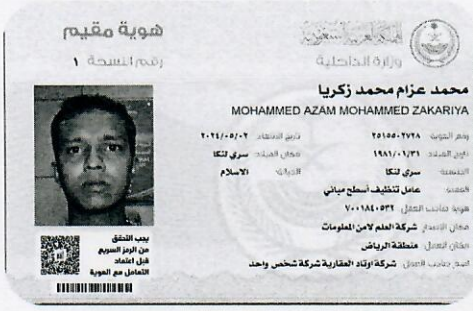 هوية مقيم
رقم النسخة ١
المملكة العربية السعودية
وزارة الداخلية
محمد عزام محمد زكريا
MOHAMMED AZAM MOHAMMED ZAKARIYA
رقم الهوية ٢٥١٥٥٠٢٧٢٨ تاريخ الانتهاء ٢٠٢٤/٠٥/٠٢
تاريخ الميلاد ١٩٨١/٠١/٣١ مكان الميلاد سري لنكا
الجنسية سري لنكا الديانة الاسلام
المهنة عامل تنظيف أسطح مباني
هوية صاحب العمل ٧٠٠١٨٤٠٥٣٢
مكان الإصدار شركة العلم لامن المعلومات
مكان العمل منطقة الرياض
اسم صاحب العمل شركة اوتاد العقارية شركة شخص واحد
يجب التحقق
من الرمز السريع
قبل اعتماد
التعامل مع الهوية